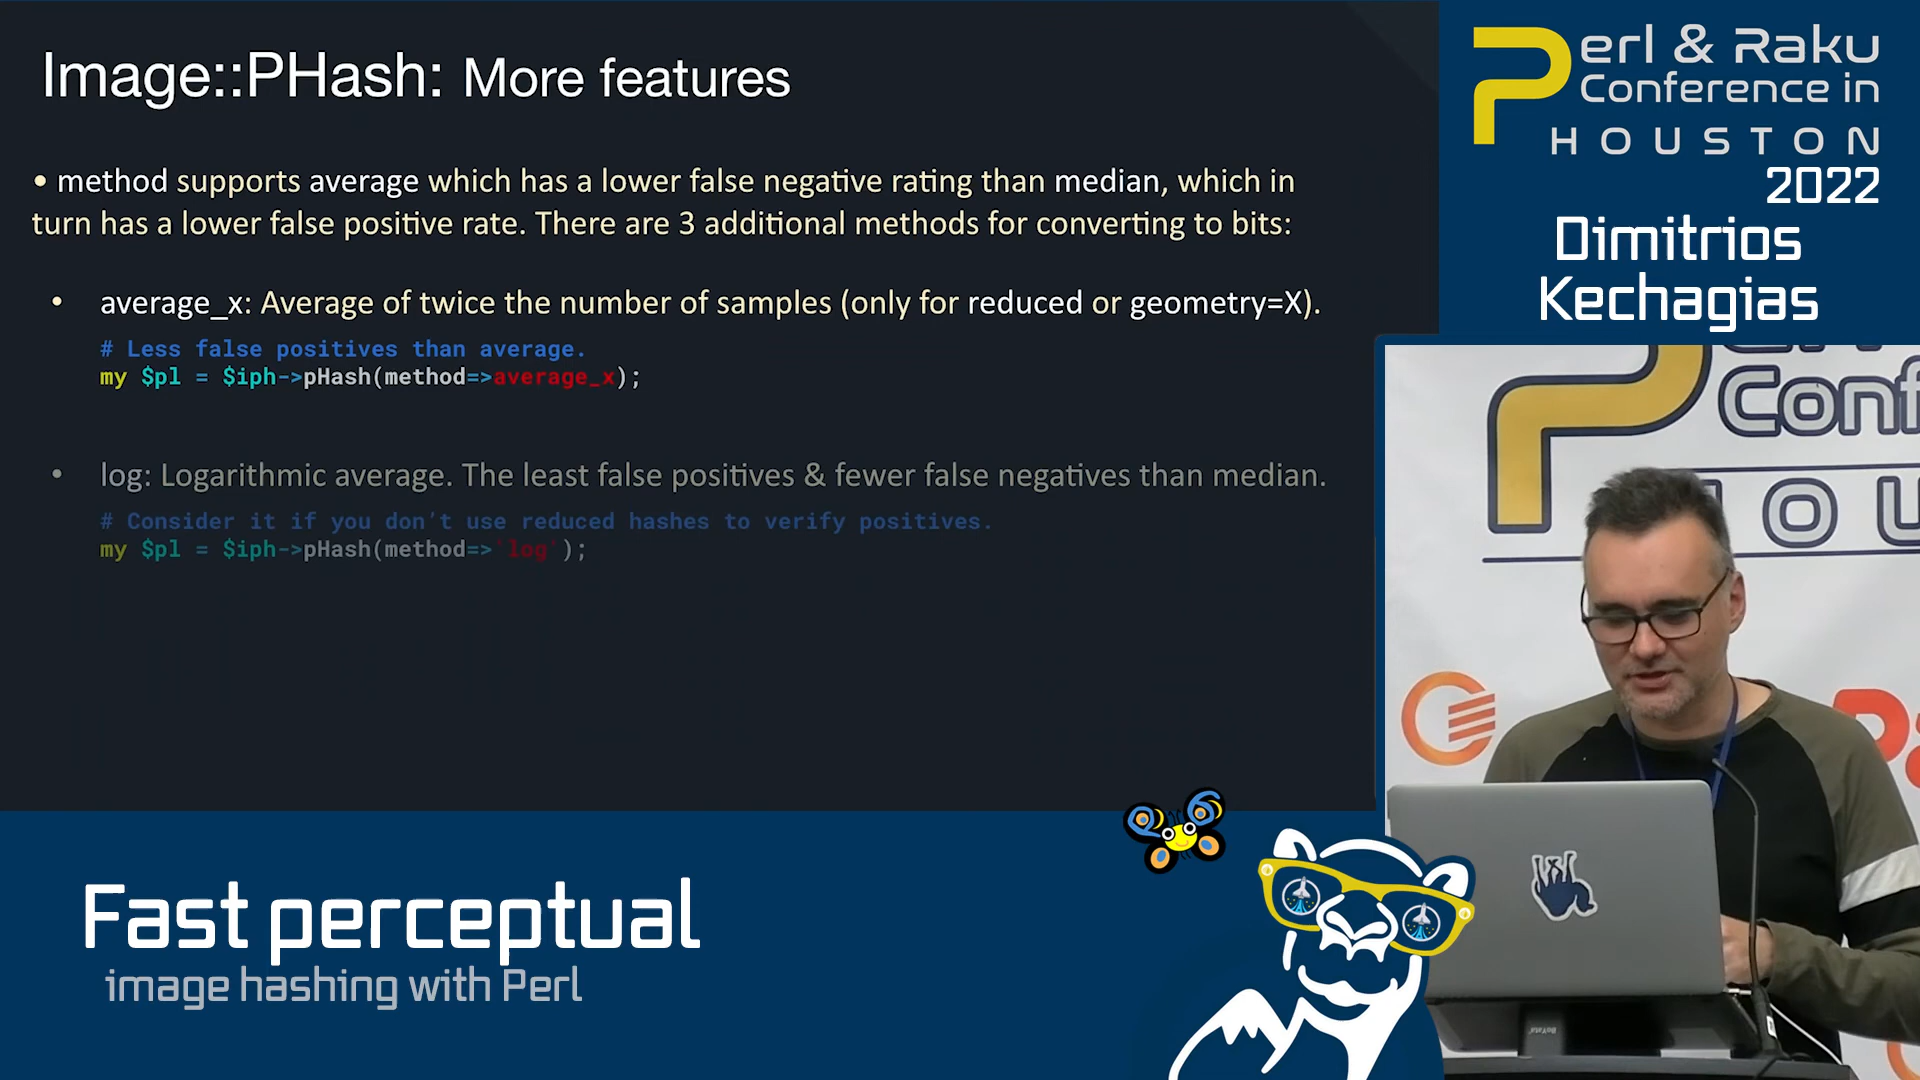 Image::PHash: More features
• method supports average which has a lower false negative rating than median, which in
turn has a lower false positive rate. There are 3 additional methods for converting to bits:
• average_x: Average of twice the number of samples (only for reduced or geometry=X).
# Less false positives than average.
my $pl = $iph->pHash(method=>average_x);
• log: Logarithmic average. The least false positives & fewer false negatives than median.
# Consider it if you don't use reduced hashes to verify positives.
my $pl = $iph->pHash(method=>'log');
Perl & Raku
Conference in
HOUSTON
2022
Dimitrios
Kechagias
Conf
OU
Fast perceptual
image hashing with Perl